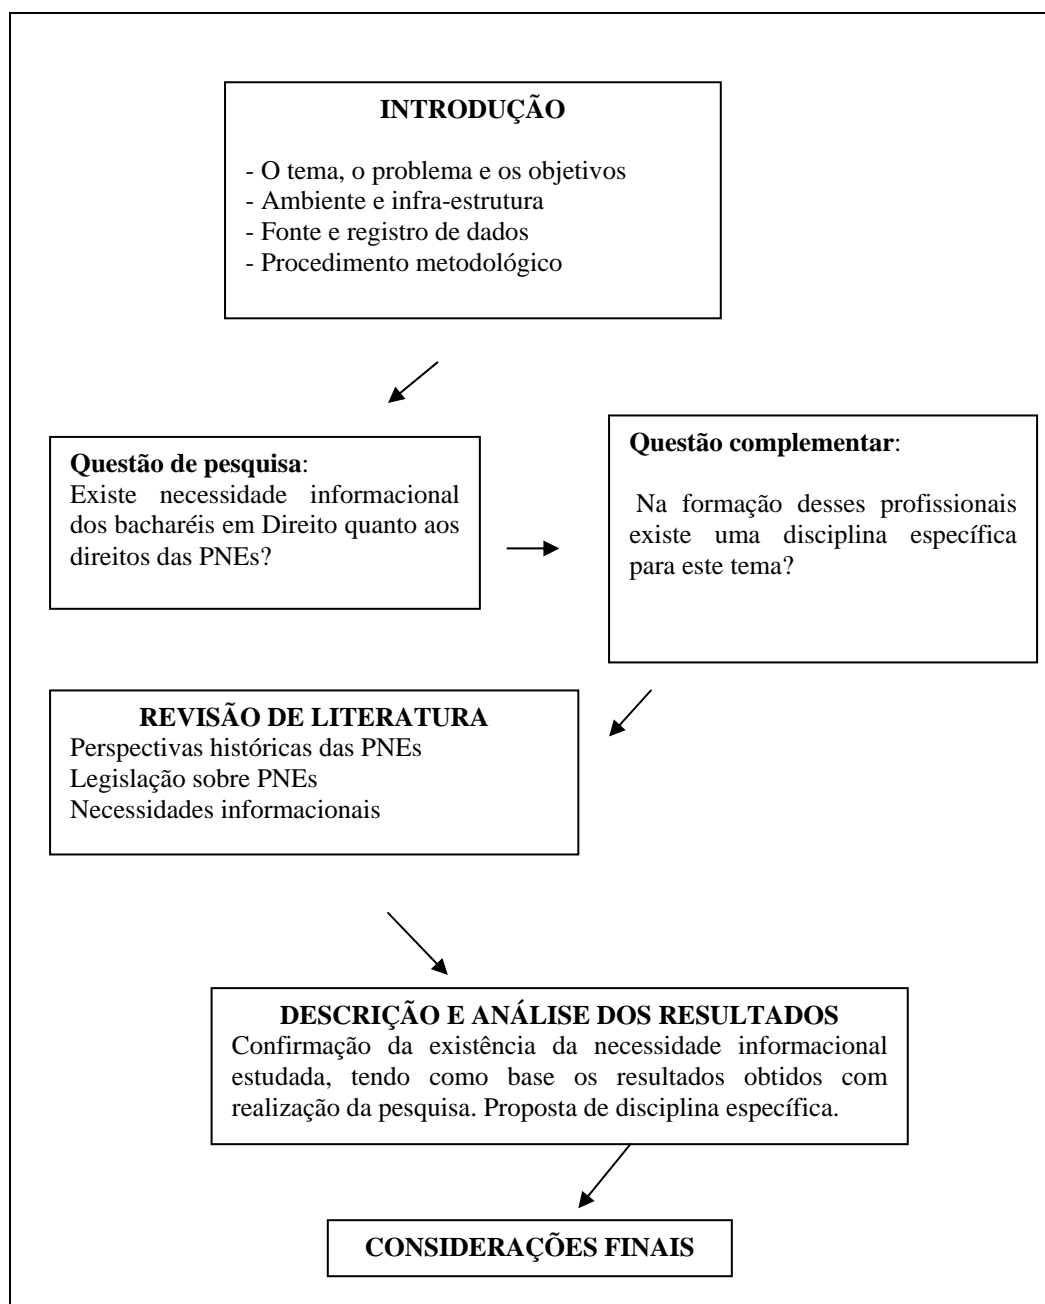 INTRODUÇÃO
- O tema, o problema e os objetivos
- Ambiente e infra-estrutura
- Fonte e registro de dados
- Procedimento metodológico
Questão de pesquisa:
Existe necessidade informacional
dos bacharéis em Direito quanto aos
direitos das PNEs?
Questão complementar:
Na formação desses profissionais
existe uma disciplina específica
para este tema?
REVISÃO DE LITERATURA
Perspectivas históricas das PNEs
Legislação sobre PNEs
Necessidades informacionais
DESCRIÇÃO E ANÁLISE DOS RESULTADOS
Confirmação da existência da necessidade informacional
estudada, tendo como base os resultados obtidos com
realização da pesquisa. Proposta de disciplina específica.
CONSIDERAÇÕES FINAIS